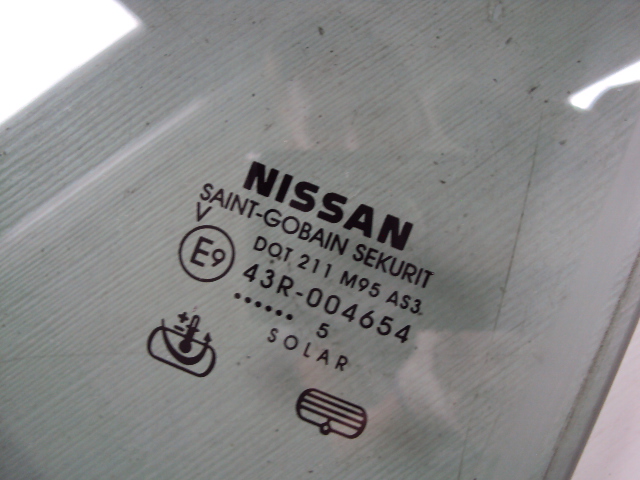 NISSAN
SAINT-GOBAIN SEKURIT
V
E9
DOT 211 M95 AS3
43R-004654
...... 5
SOLAR